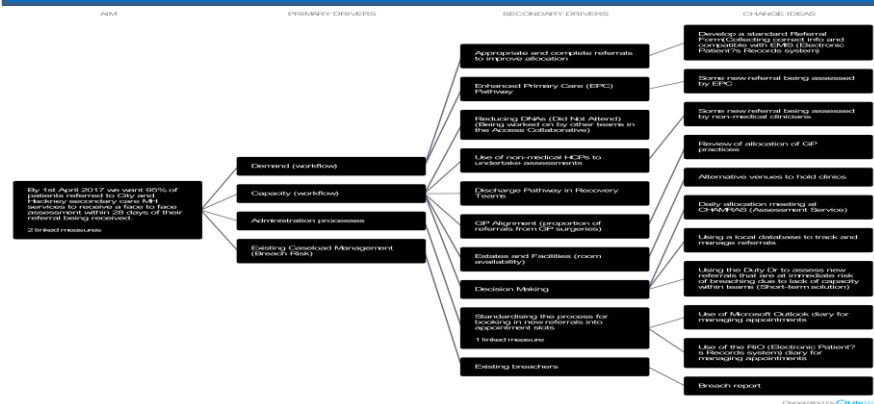 AIM
PRIMARY DRIVERS
SECONDARY DRIVERS
CHANGE IDEAS
By 1st April 2017 we want 95% of
patients referred to City and
Hackney secondary care MH
services to receive a face to face
assessment within 28 days of their
referral being received.
2 linked measures
Demand (workflow)
Capacity (workflow)
Administration processes
Existing Caseload Management
(Breach Risk)
Appropriate and complete referrals
to improve allocation
Enhanced Primary Care (EPC)
Pathway
Reducing DNAs (Did Not Attend)
(Being worked on by other teams in
the Access Collaborative)
Use of non-medical HCPs to
undertake assessments
Discharge Pathway in Recovery
Teams
GP Alignment (proportion of
referrals from GP surgeries)
Estates and Facilities (room
availability)
Decision Making
Standardising the process for
booking in new referrals into
appointment slots
1 linked measure
Existing breachers
Develop a standard Referral
Form(Collecting correct info and
compatible with EMIS (Electronic
Patient?s Records system)
Some new referral being assessed
by EPC
Some new referral being assessed
by non-medical clinicians
Review of allocation of GP
practices
Alternative venues to hold clinics
Daily allocation meeting at
CHAMRAS (Assessment Service)
Using a local database to track and
manage referrals
Using the Duty Dr to assess new
referrals that are at immediate risk
of breaching due to lack of capacity
within teams (Short-term solution)
Use of Microsoft Outlook diary for
managing appointments
Use of the RiO (Electronic Patient?
s Records system) diary for
managing appointments
Breach report
Generated by